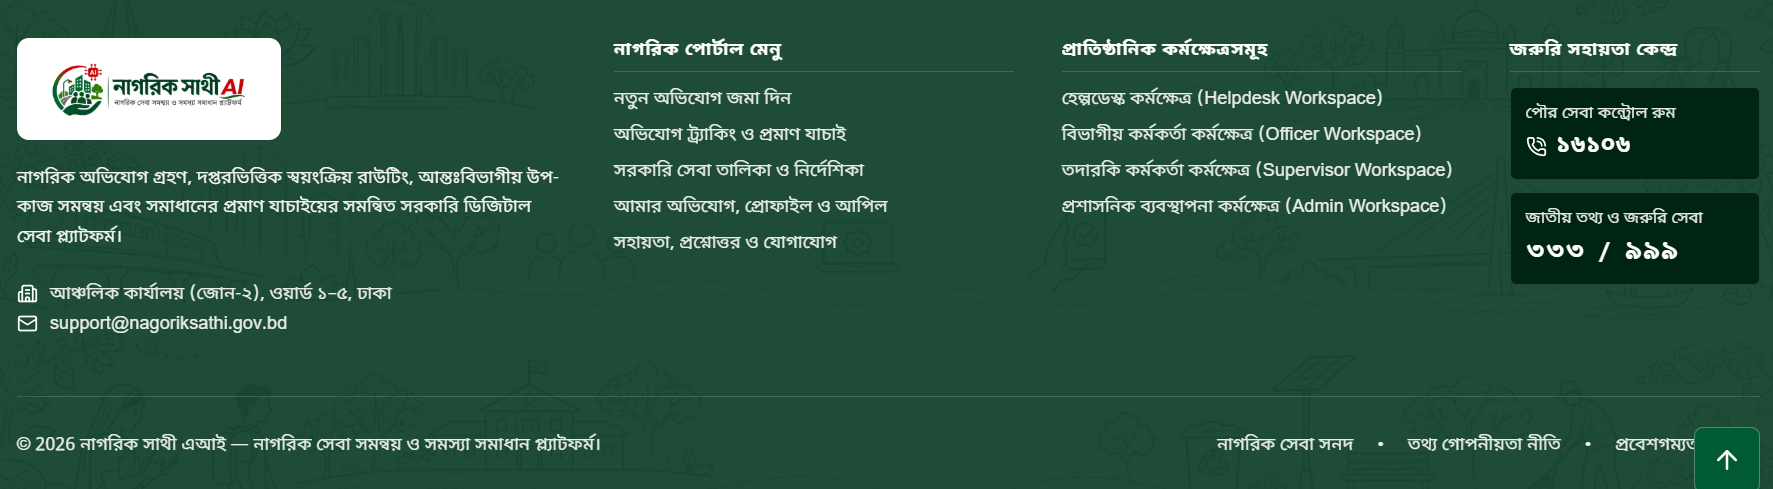 নাগরিক সাথী AI
নাগরিক সেবা সমন্বয় ও সমস্যা সমাধান প্ল্যাটফর্ম
নাগরিক অভিযোগ গ্রহণ, দপ্তরভিত্তিক স্বয়ংক্রিয় রাউটিং, আন্তঃবিভাগীয় উপ-
কাজ সমন্বয় এবং সমাধানের প্রমাণ যাচাইয়ের সমন্বিত সরকারি ডিজিটাল
সেবা প্ল্যাটফর্ম।
আঞ্চলিক কার্যালয় (জোন-২), ওয়ার্ড ১–৫, ঢাকা
support@nagoriksathi.gov.bd
নাগরিক পোর্টাল মেনু
নতুন অভিযোগ জমা দিন
অভিযোগ ট্র্যাকিং ও প্রমাণ যাচাই
সরকারি সেবা তালিকা ও নির্দেশিকা
আমার অভিযোগ, প্রোফাইল ও আপিল
সহায়তা, প্রশ্নোত্তর ও যোগাযোগ
প্রাতিষ্ঠানিক কর্মক্ষেত্রসমূহ
হেল্পডেস্ক কর্মক্ষেত্র (Helpdesk Workspace)
বিভাগীয় কর্মকর্তা কর্মক্ষেত্র (Officer Workspace)
তদারকি কর্মকর্তা কর্মক্ষেত্র (Supervisor Workspace)
প্রশাসনিক ব্যবস্থাপনা কর্মক্ষেত্র (Admin Workspace)
জরুরি সহায়তা কেন্দ্র
পৌর সেবা কন্ট্রোল রুম
১৬১০৬
জাতীয় তথ্য ও জরুরি সেবা
৩৩৩ / ৯৯৯
© 2026 নাগরিক সাথী এআই — নাগরিক সেবা সমন্বয় ও সমস্যা সমাধান প্ল্যাটফর্ম।
নাগরিক সেবা সনদ • তথ্য গোপনীয়তা নীতি •